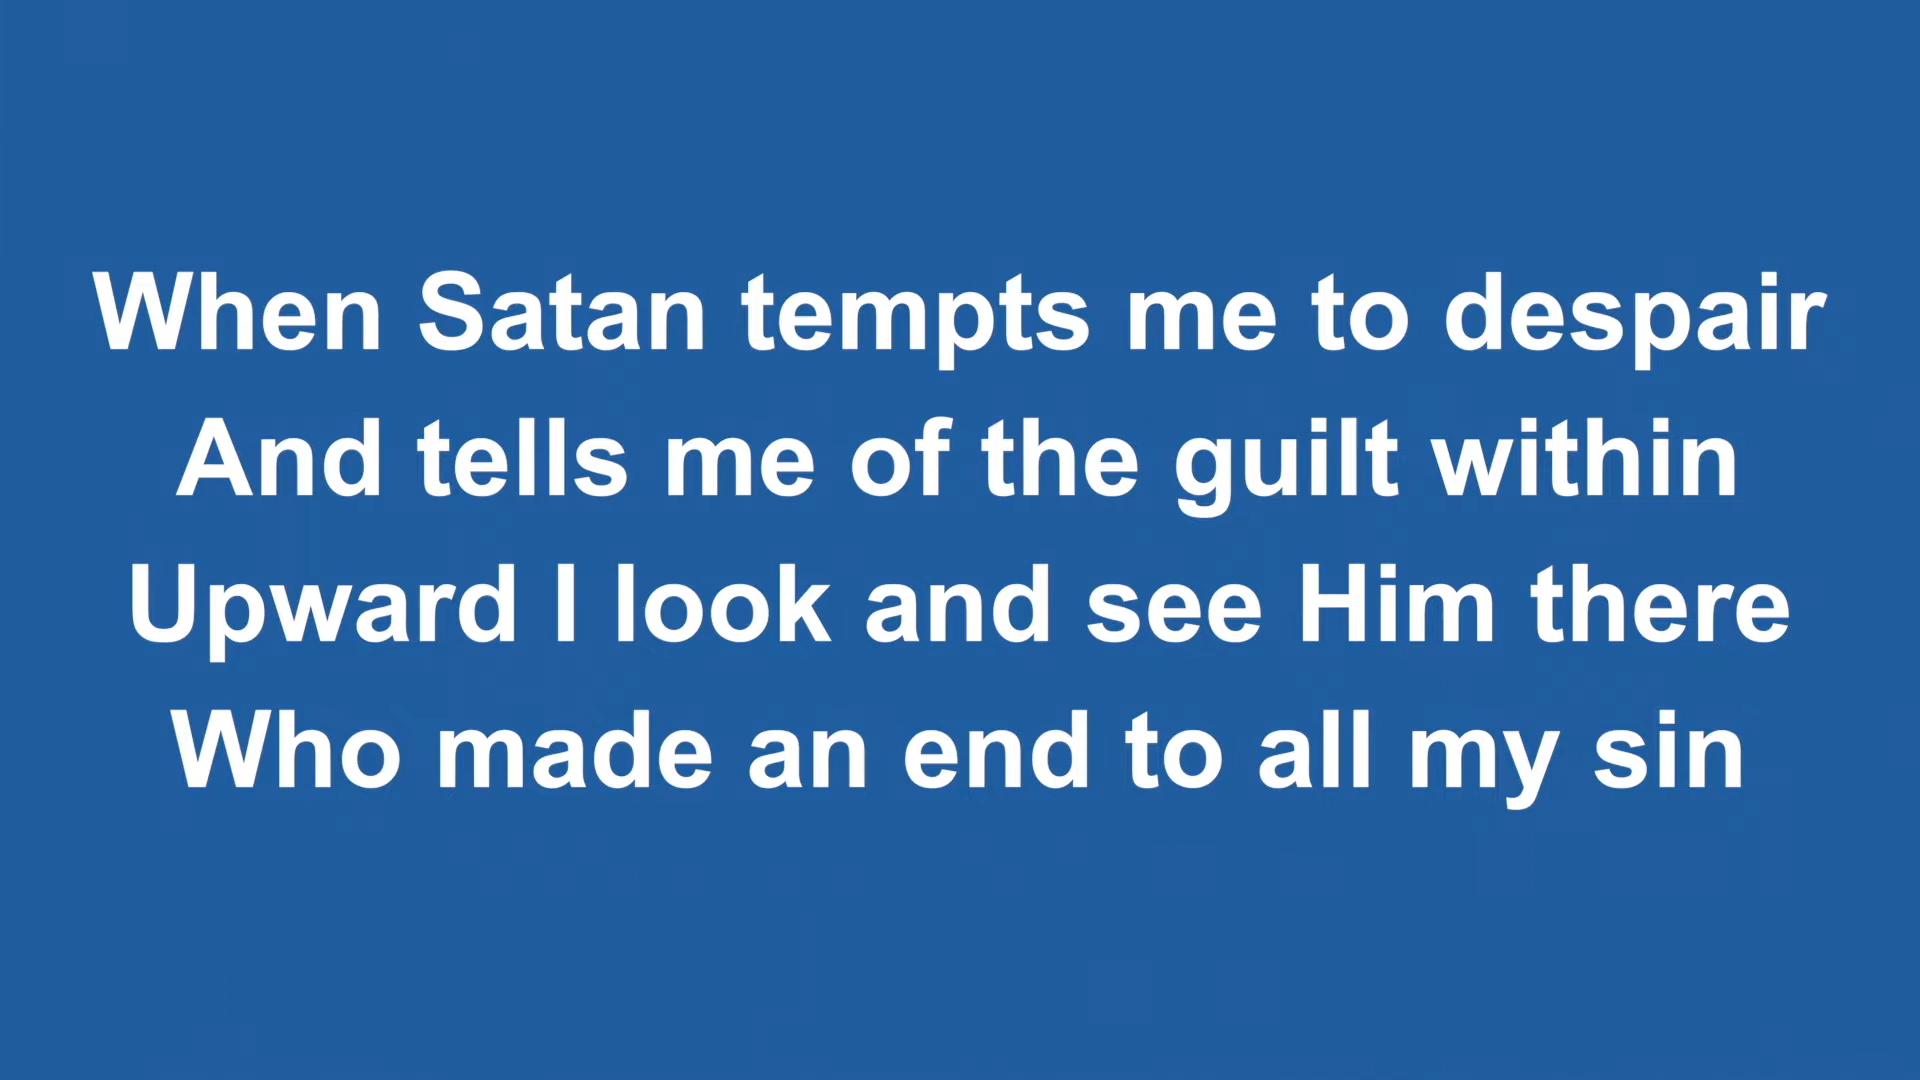 When Satan tempts me to despair
And tells me of the guilt within
Upward I look and see Him there
Who made an end to all my sin